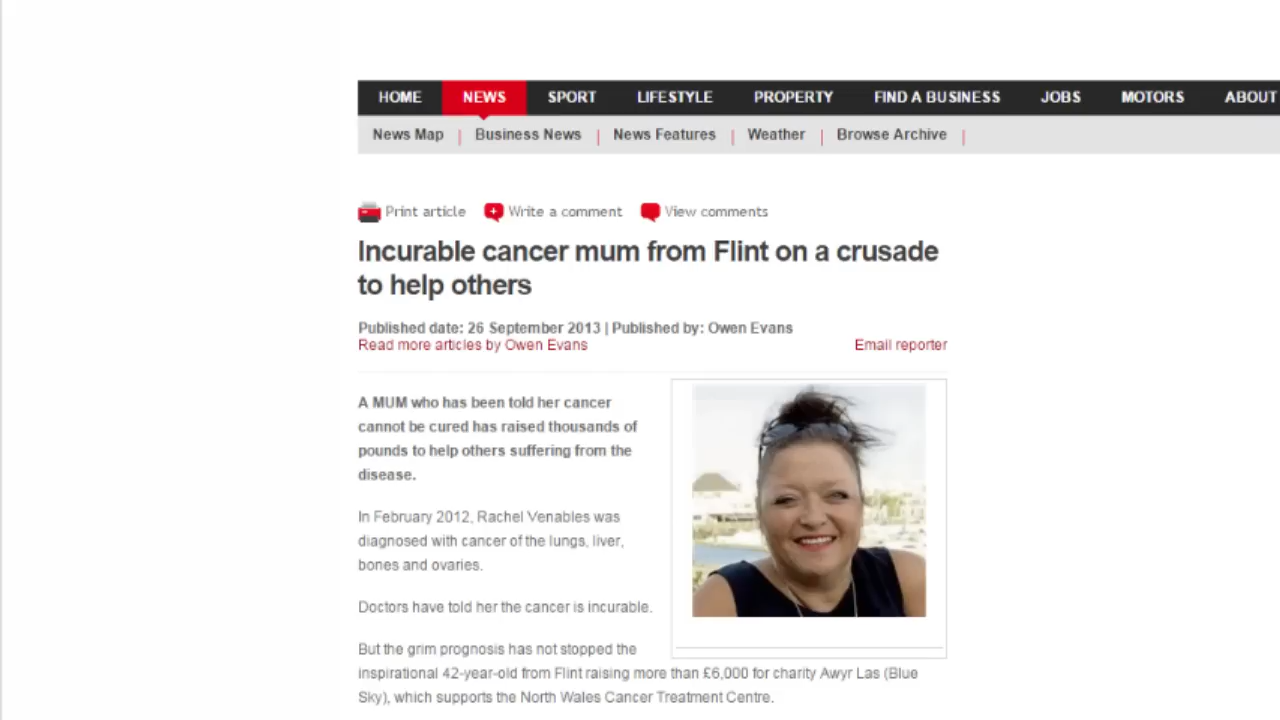 HOME NEWS SPORT LIFESTYLE PROPERTY FIND A BUSINESS JOBS MOTORS ABOUT
News Map | Business News | News Features | Weather | Browse Archive |
Print article Write a comment View comments
Incurable cancer mum from Flint on a crusade
to help others
Published date: 26 September 2013 | Published by: Owen Evans
Read more articles by Owen Evans Email reporter
A MUM who has been told her cancer
cannot be cured has raised thousands of
pounds to help others suffering from the
disease.
In February 2012, Rachel Venables was
diagnosed with cancer of the lungs, liver,
bones and ovaries.
Doctors have told her the cancer is incurable.
But the grim prognosis has not stopped the
inspirational 42-year-old from Flint raising more than £6,000 for charity Awyr Las (Blue
Sky), which supports the North Wales Cancer Treatment Centre.